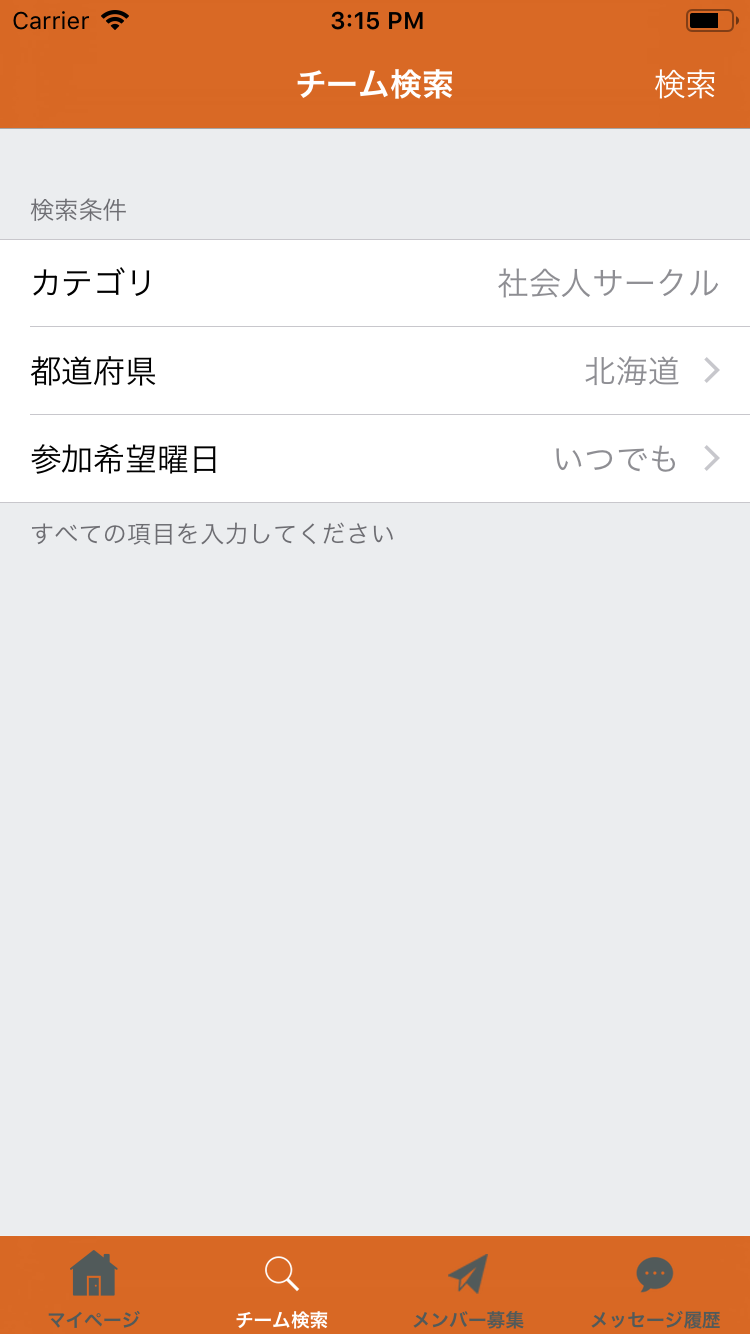 Carrier 3:15 PM
チーム検索 検索
検索条件
カテゴリ 社会人サークル
都道府県 北海道
参加希望曜日 いつでも
すべての項目を入力してください
マイページ チーム検索 メンバー募集 メッセージ履歴